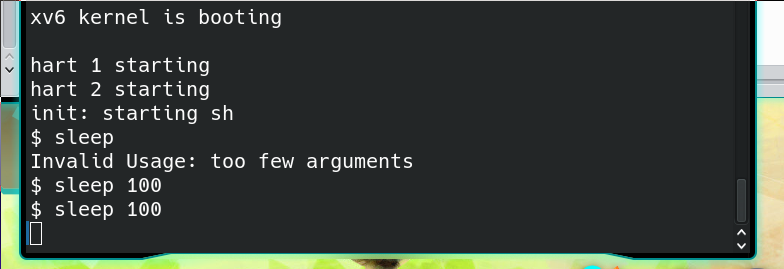 xv6 kernel is booting
hart 1 starting
hart 2 starting
init: starting sh
$ sleep
Invalid Usage: too few arguments
$ sleep 100
$ sleep 100